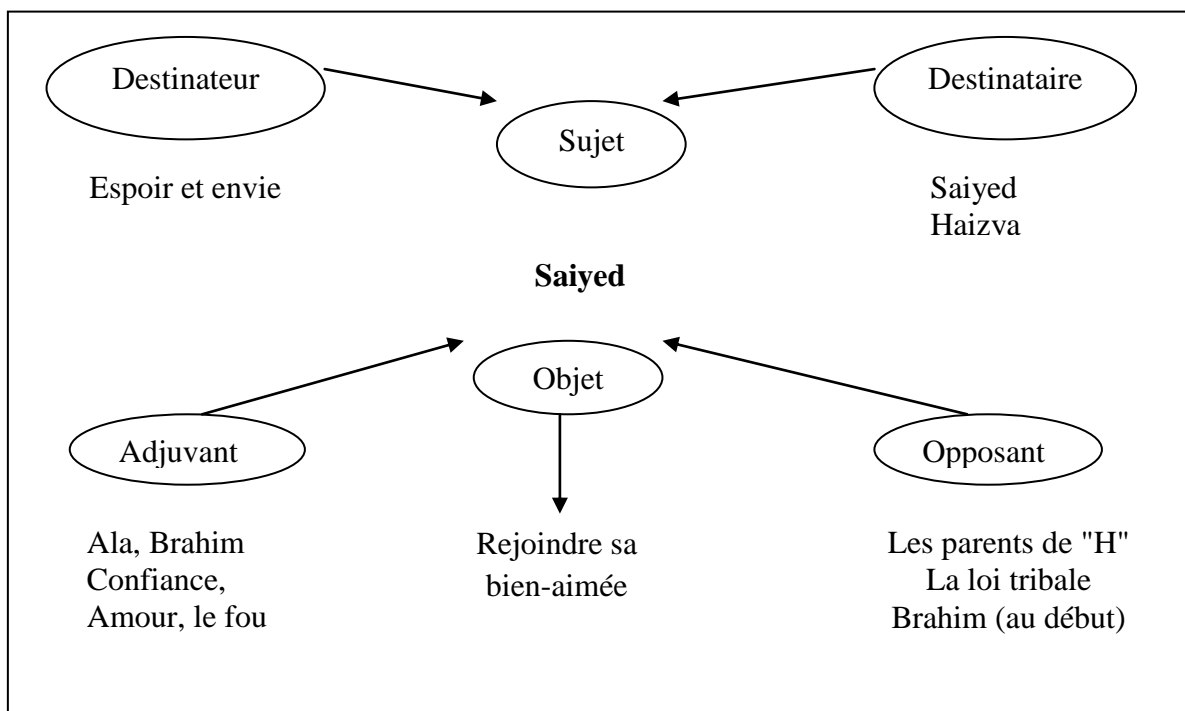 Destinateur
Destinataire
Sujet
Espoir et envie
Saiyed
Haizva
Saiyed
Objet
Adjuvant
Opposant
Ala, Brahim
Confiance,
Amour, le fou
Rejoindre sa
bien-aimée
Les parents de "H"
La loi tribale
Brahim (au début)